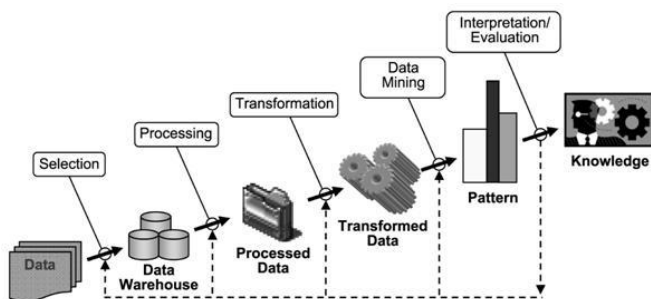 Interpretation/
Evaluation
Data
Mining
Transformation
Processing
Selection
Knowledge
Pattern
Transformed
Data
Processed
Data
Data
Warehouse
Data